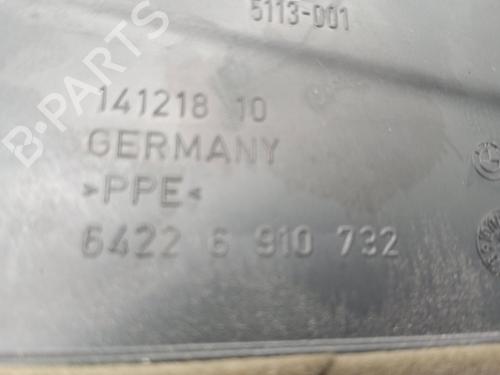 5113-001
141218 10
GERMANY
>PPE<
6422 6 910 732
B-PARTS